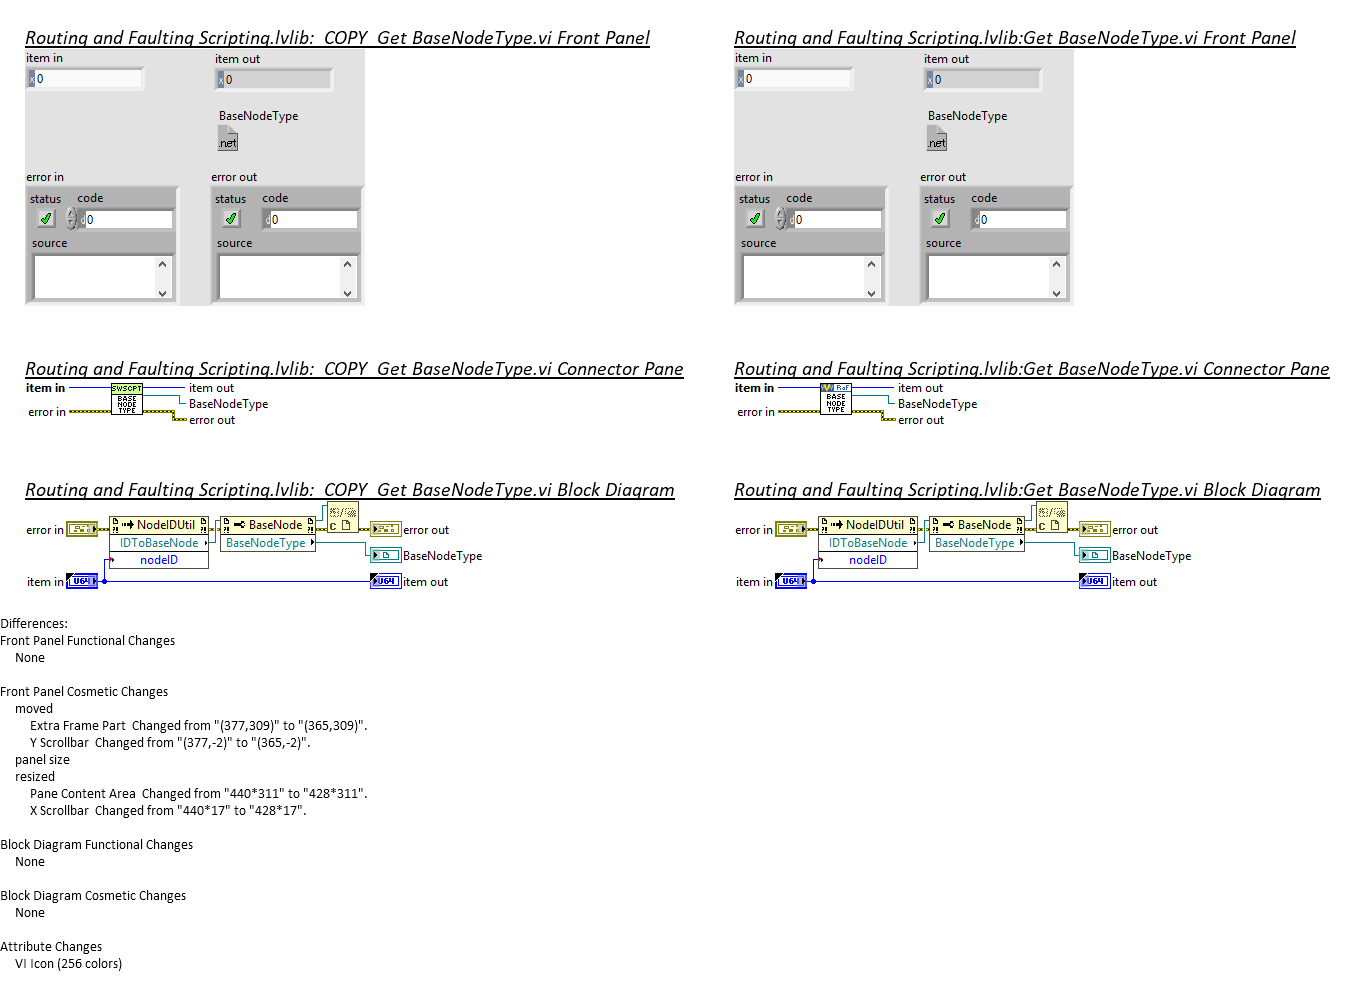 Routing and Faulting Scripting.lvlib:  COPY  Get BaseNodeType.vi Front Panel
item in
item out
x 0
x 0
BaseNodeType
.net
error in
error out
status code
status code
d 0
d 0
source
source
Routing and Faulting Scripting.lvlib:Get BaseNodeType.vi Front Panel
item in
item out
x 0
x 0
BaseNodeType
.net
error in
error out
status code
status code
d 0
d 0
source
source
Routing and Faulting Scripting.lvlib:  COPY  Get BaseNodeType.vi Connector Pane
item in
SWSCPT
BASE
NODE
TYPE
item out
BaseNodeType
error in
error out
Routing and Faulting Scripting.lvlib:Get BaseNodeType.vi Connector Pane
item in
BASE
NODE
TYPE
item out
BaseNodeType
error in
error out
Routing and Faulting Scripting.lvlib:  COPY  Get BaseNodeType.vi Block Diagram
error in
NodeIDUtil
IDToBaseNode
nodeID
BaseNode
BaseNodeType
C
error out
BaseNodeType
item in
U64
U64
item out
Routing and Faulting Scripting.lvlib:Get BaseNodeType.vi Block Diagram
error in
NodeIDUtil
IDToBaseNode
nodeID
BaseNode
BaseNodeType
C
error out
BaseNodeType
item in
U64
U64
item out
Differences:
Front Panel Functional Changes
None
Front Panel Cosmetic Changes
moved
Extra Frame Part  Changed from "(377,309)" to "(365,309)".
Y Scrollbar  Changed from "(377,-2)" to "(365,-2)".
panel size
resized
Pane Content Area  Changed from "440*311" to "428*311".
X Scrollbar  Changed from "440*17" to "428*17".
Block Diagram Functional Changes
None
Block Diagram Cosmetic Changes
None
Attribute Changes
VI Icon (256 colors)